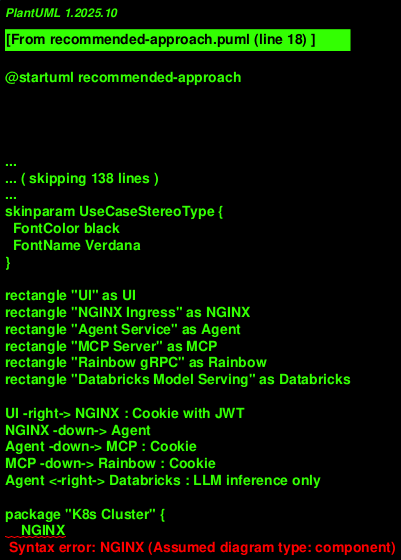 PlantUML 1.2025.10
[From recommended-approach.puml (line 18) ]
@startuml recommended-approach
...
... ( skipping 138 lines )
...
skinparam UseCaseStereoType {
FontColor black
FontName Verdana
}
rectangle "UI" as UI
rectangle "NGINX Ingress" as NGINX
rectangle "Agent Service" as Agent
rectangle "MCP Server" as MCP
rectangle "Rainbow gRPC" as Rainbow
rectangle "Databricks Model Serving" as Databricks
UI -right-> NGINX : Cookie with JWT
NGINX -down-> Agent
Agent -down-> MCP : Cookie
MCP -down-> Rainbow : Cookie
Agent <-right-> Databricks : LLM inference only
package "K8s Cluster" {
NGINX
Syntax error: NGINX (Assumed diagram type: component)